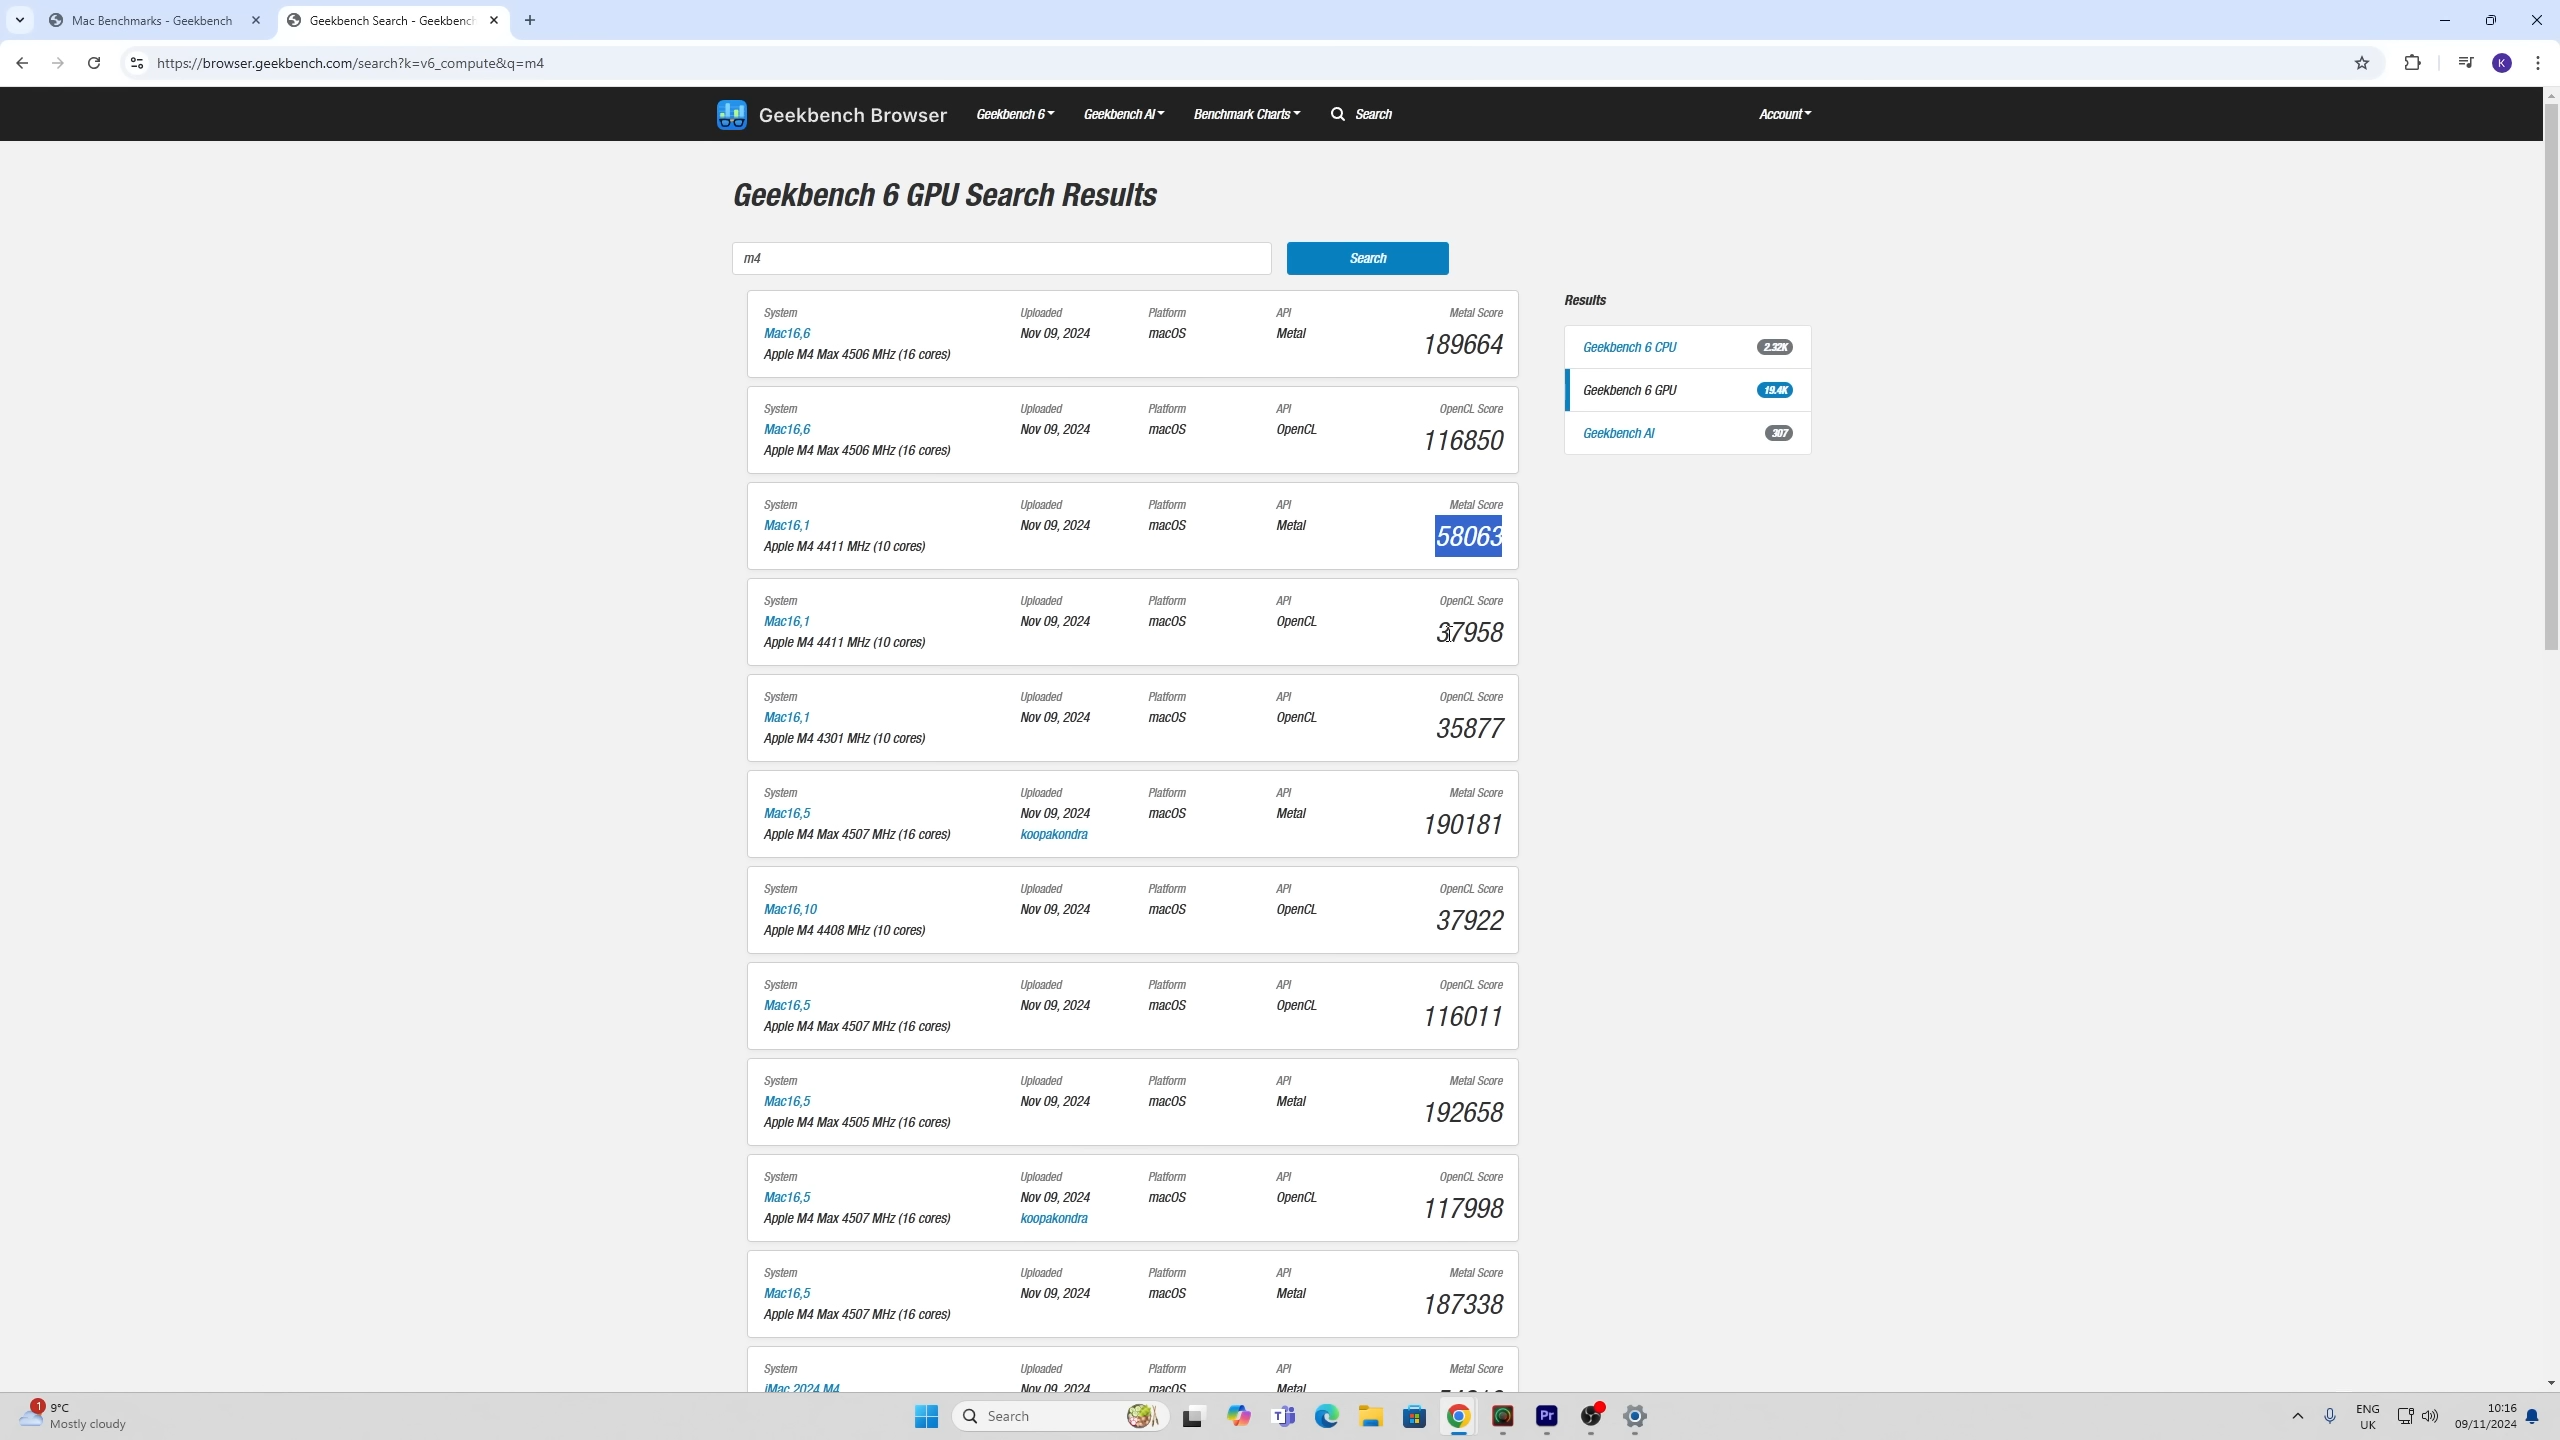 Mac Benchmarks - Geekbench
Geekbench Search - Geekbenc
https://browser.geekbench.com/search?k=v6_compute&q=m4
K
Geekbench Browser
Geekbench 6
Geekbench AI
Benchmark Charts
Search
Account
Geekbench 6 GPU Search Results
m4
Search
Results
Geekbench 6 CPU 2.32K
Geekbench 6 GPU 19.4K
Geekbench AI 307
System Uploaded Platform API Metal Score
Mac16,6 Nov 09, 2024 macOS Metal 189664
Apple M4 Max 4506 MHz (16 cores)
System Uploaded Platform API OpenCL Score
Mac16,6 Nov 09, 2024 macOS OpenCL 116850
Apple M4 Max 4506 MHz (16 cores)
System Uploaded Platform API Metal Score
Mac16,1 Nov 09, 2024 macOS Metal 58063
Apple M4 4411 MHz (10 cores)
System Uploaded Platform API OpenCL Score
Mac16,1 Nov 09, 2024 macOS OpenCL 37958
Apple M4 4411 MHz (10 cores)
System Uploaded Platform API OpenCL Score
Mac16,1 Nov 09, 2024 macOS OpenCL 35877
Apple M4 4301 MHz (10 cores)
System Uploaded Platform API Metal Score
Mac16,5 Nov 09, 2024 macOS Metal 190181
Apple M4 Max 4507 MHz (16 cores) koopakondra
System Uploaded Platform API OpenCL Score
Mac16,10 Nov 09, 2024 macOS OpenCL 37922
Apple M4 4408 MHz (10 cores)
System Uploaded Platform API OpenCL Score
Mac16,5 Nov 09, 2024 macOS OpenCL 116011
Apple M4 Max 4507 MHz (16 cores)
System Uploaded Platform API Metal Score
Mac16,5 Nov 09, 2024 macOS Metal 192658
Apple M4 Max 4505 MHz (16 cores)
System Uploaded Platform API OpenCL Score
Mac16,5 Nov 09, 2024 macOS OpenCL 117998
Apple M4 Max 4507 MHz (16 cores) koopakondra
System Uploaded Platform API Metal Score
Mac16,5 Nov 09, 2024 macOS Metal 187338
Apple M4 Max 4507 MHz (16 cores)
System Uploaded Platform API Metal Score
iMac 2024 M4 Nov 09, 2024 macOS Metal
1
9°C
Mostly cloudy
Search
Pr
ENG
UK
10:16
09/11/2024